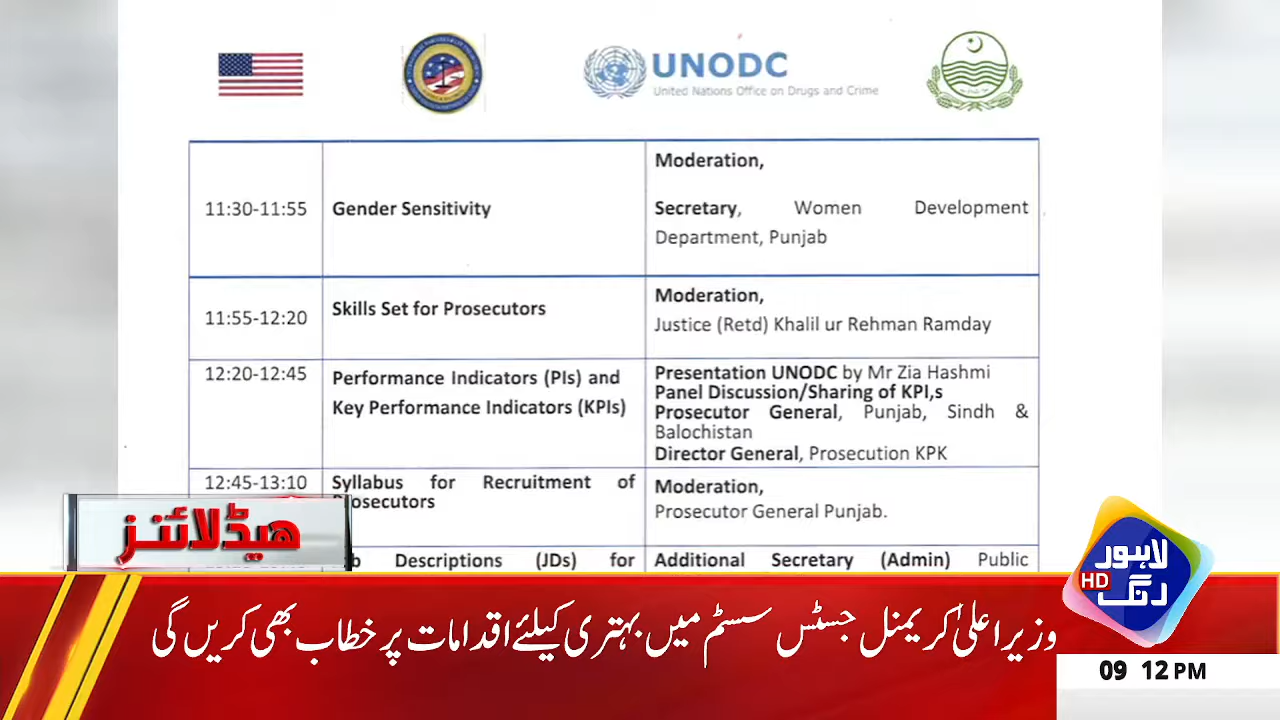 UNODC
United Nations Office on Drugs and Crime
11:30-11:55
Gender Sensitivity
Moderation,
Secretary, Women Development
Department, Punjab
11:55-12:20
Skills Set for Prosecutors
Moderation,
Justice (Retd) Khalil ur Rehman Ramday
12:20-12:45
Performance Indicators (PIs) and
Key Performance Indicators (KPIs)
Presentation UNODC by Mr Zia Hashmi
Panel Discussion/Sharing of KPI,s
Prosecutor General, Punjab, Sindh &
Balochistan
Director General, Prosecution KPK
12:45-13:10
Syllabus for Recruitment of
osecutors
Moderation,
Prosecutor General Punjab.
Descriptions (JDs) for
Additional Secretary (Admin) Public
ہیڈلائنز
لاہور
رنگ
HD
وزیراعلیٰ کریمنل جسٹس سسٹم میں بہتری کیلئے اقدامات پر خطاب بھی کریں گی
09 12 PM